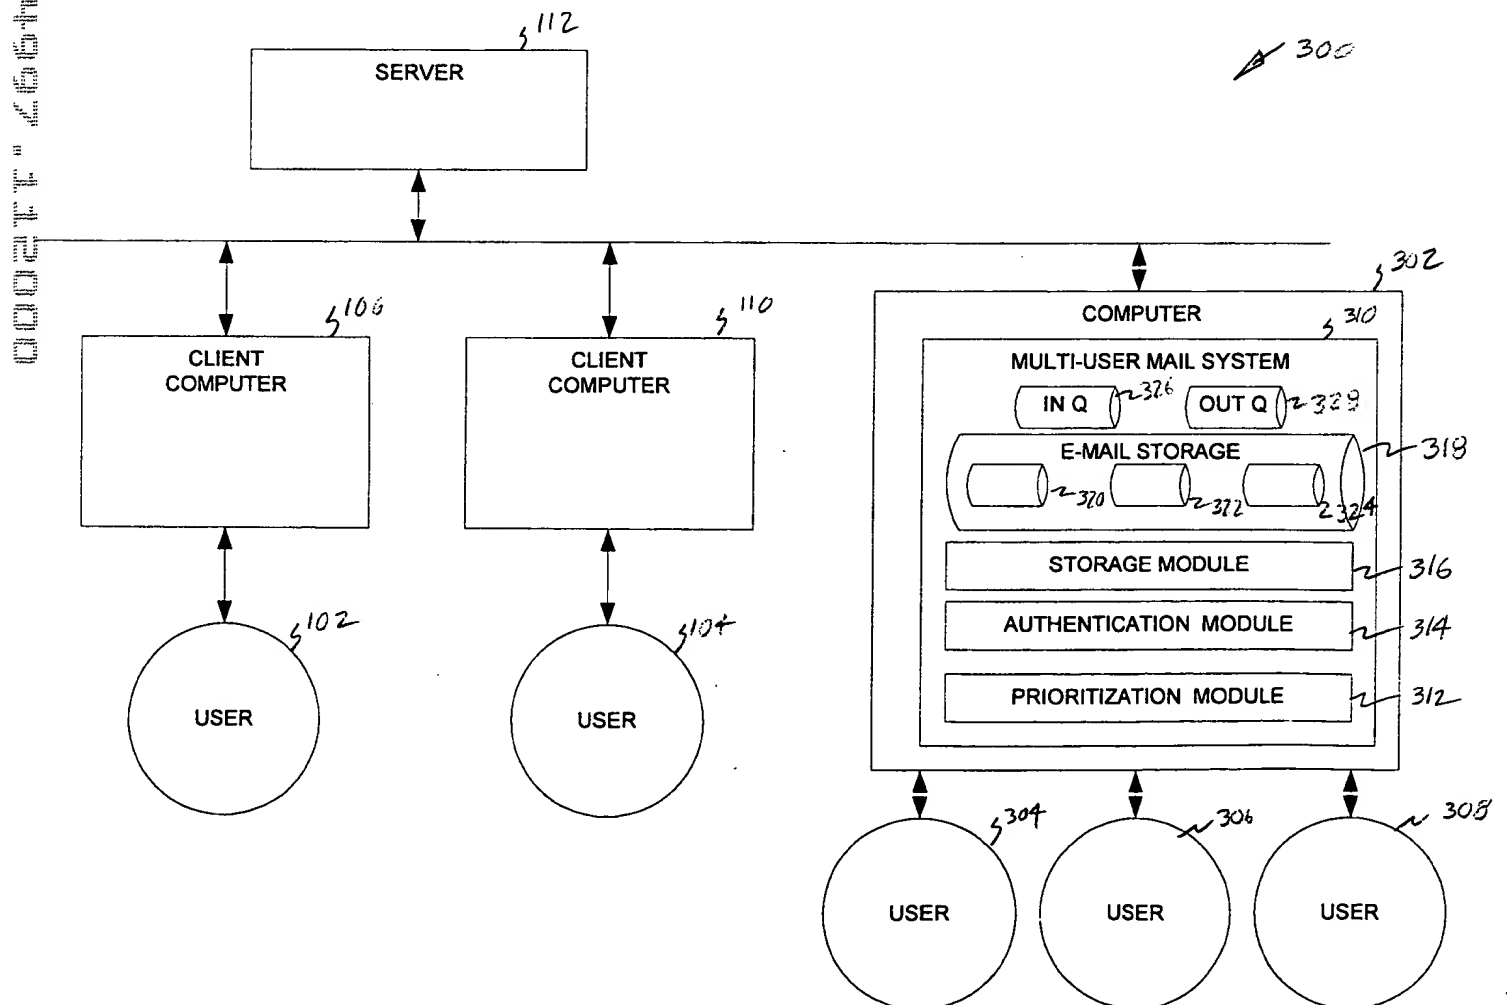 112
300
SERVER
302
COMPUTER
106
110
310
CLIENT
COMPUTER
CLIENT
COMPUTER
MULTI-USER MAIL SYSTEM
IN Q
326
OUT Q
328
E-MAIL STORAGE
318
320
322
324
STORAGE MODULE
316
AUTHENTICATION MODULE
314
PRIORITIZATION MODULE
312
102
104
USER
USER
304
306
308
USER
USER
USER